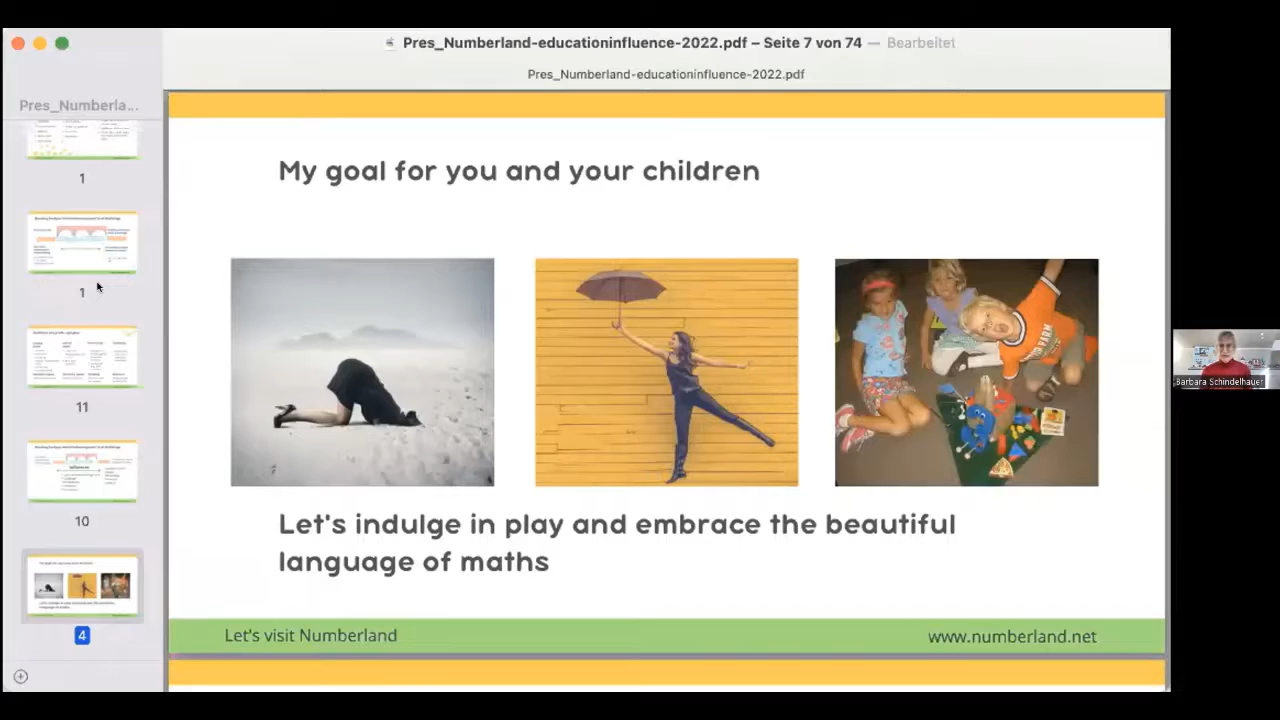 Pres_Numberland-educationinfluence-2022.pdf – Seite 7 von 74 — Bearbeitet
Pres_Numberland-educationinfluence-2022.pdf
Pres_Numberla...
1
1
11
10
4
My goal for you and your children
Let's indulge in play and embrace the beautiful
language of maths
Let's visit Numberland
www.numberland.net
Barbara Schindelhauer